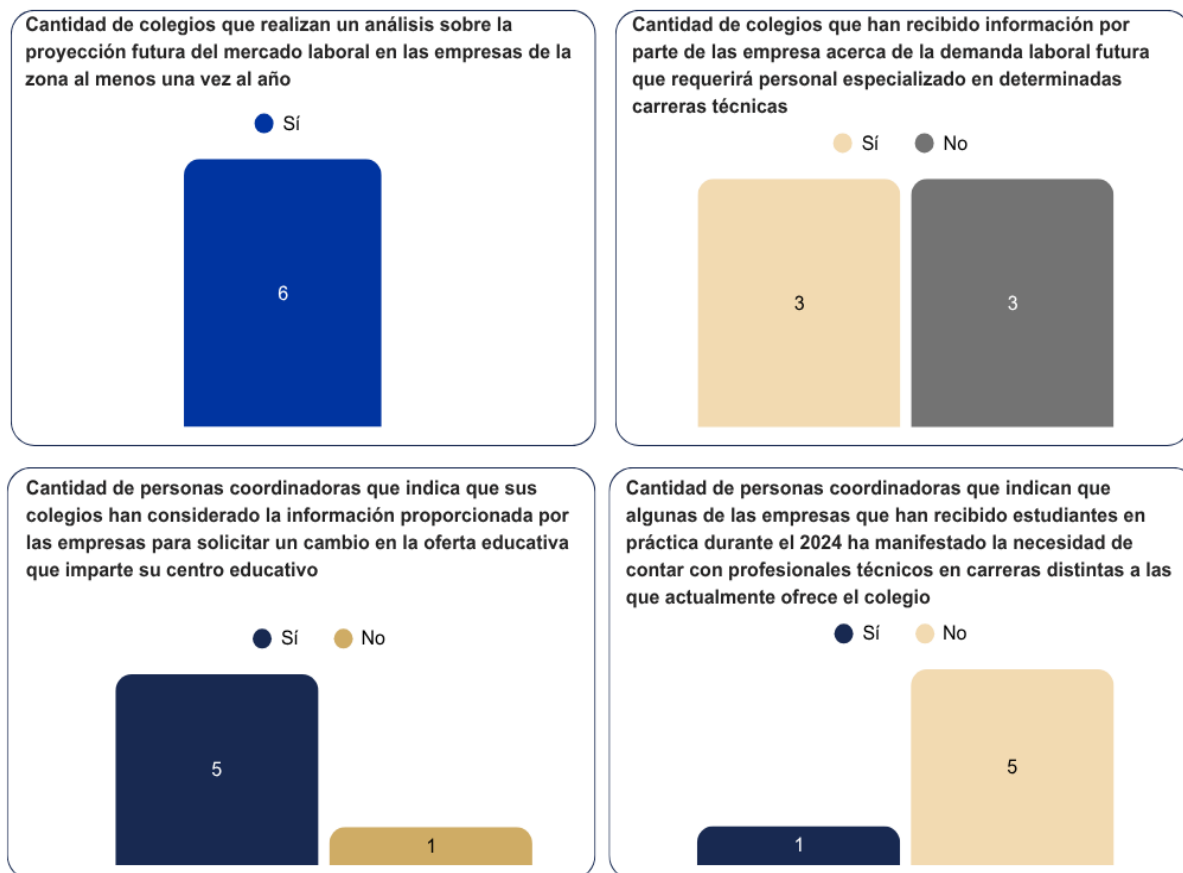 Cantidad de colegios que realizan un análisis sobre la
proyección futura del mercado laboral en las empresas de la
zona al menos una vez al año
Sí
6
Cantidad de colegios que han recibido información por
parte de las empresa acerca de la demanda laboral futura
que requerirá personal especializado en determinadas
carreras técnicas
Sí No
3 3
Cantidad de personas coordinadoras que indica que sus
colegios han considerado la información proporcionada por
las empresas para solicitar un cambio en la oferta educativa
que imparte su centro educativo
Sí No
5
1
Cantidad de personas coordinadoras que indican que
algunas de las empresas que han recibido estudiantes en
práctica durante el 2024 ha manifestado la necesidad de
contar con profesionales técnicos en carreras distintas a las
que actualmente ofrece el colegio
Sí No
5
1